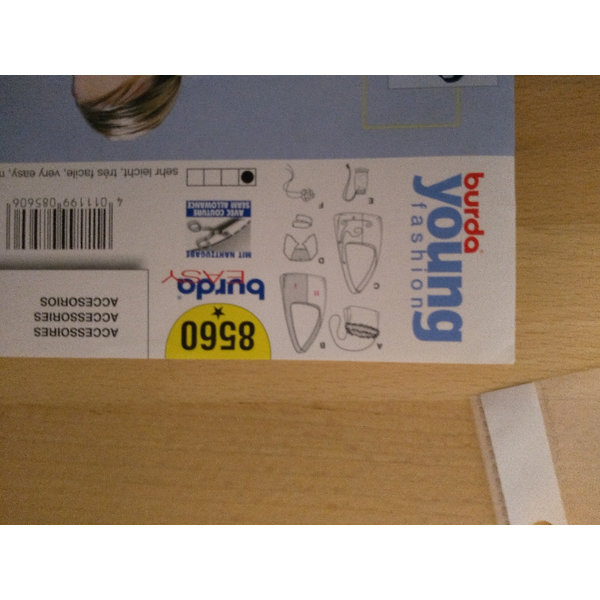 burda
young
fashion
A
B
C
D
E
F
8560
burda
EASY
MIT NAHTZUGABE
AVEC COUTURE
SEAM ALLOWANCE
sehr leicht, très facile, very easy,
ACCESSOIRES
ACCESSORIES
ACCESORIOS
4 011199 085606